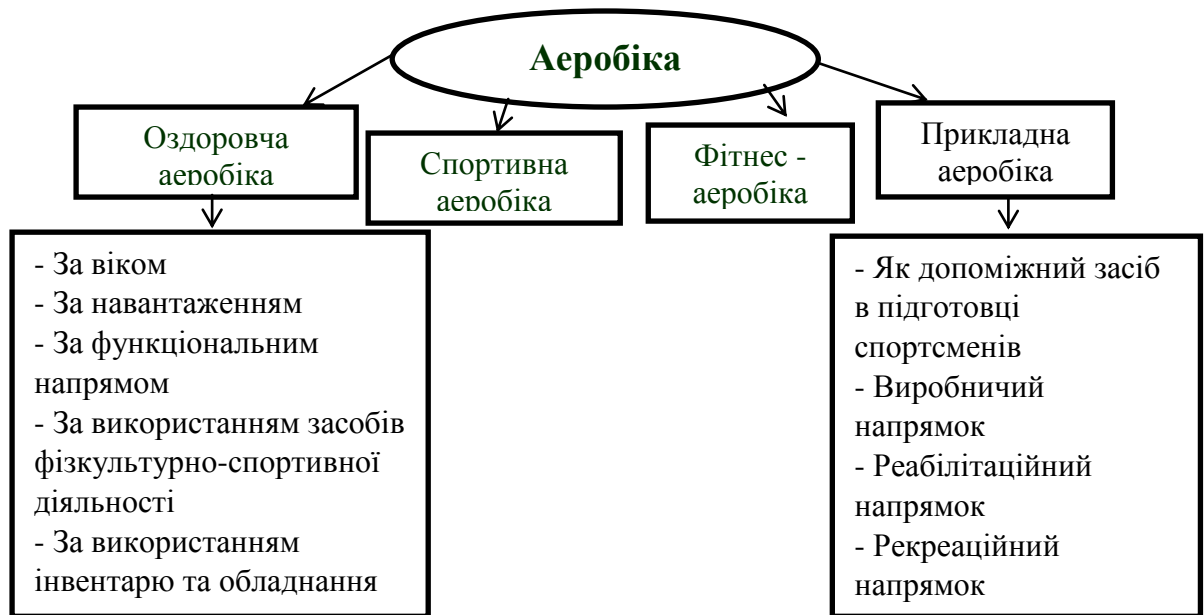 Аеробіка
Оздоровча
аеробіка
Спортивна
аеробіка
Фітнес -
аеробіка
Прикладна
аеробіка
- За віком
- За навантаженням
- За функціональним
напрямом
- За використанням засобів
фізкультурно-спортивної
діяльності
- За використанням
інвентарю та обладнання
- Як допоміжний засіб
в підготовці
спортсменів
- Виробничий
напрямок
- Реабілітаційний
напрямок
- Рекреаційний
напрямок